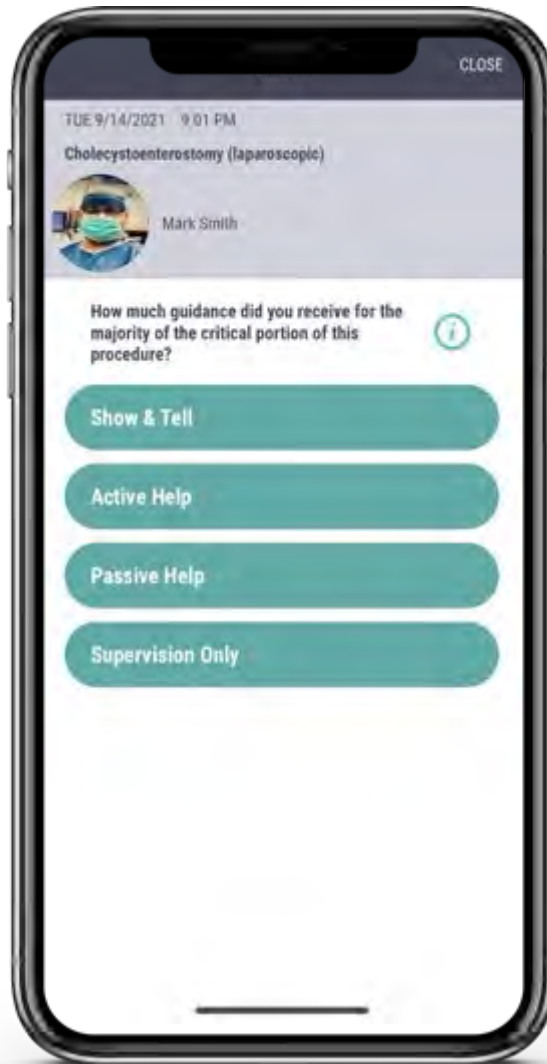 CLOSE
TUE 9/14/2021 9:01 PM
Cholecystoenterostomy (laparoscopic)
Mark Smith
How much guidance did you receive for the
majority of the critical portion of this
procedure?
i
Show & Tell
Active Help
Passive Help
Supervision Only